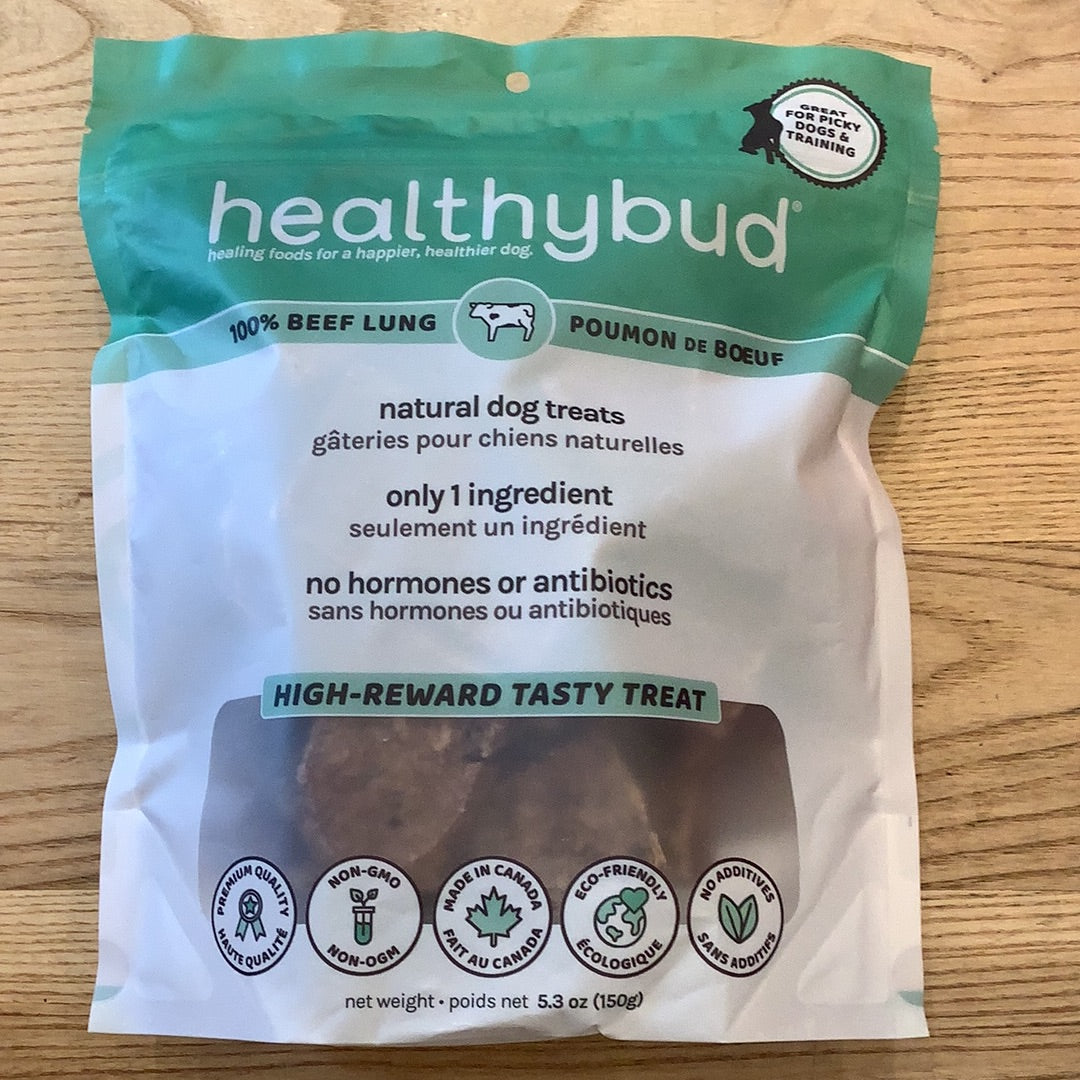 GREAT
FOR PICKY
DOGS &
TRAINING
healthybud®
healing foods for a happier, healthier dog.
100% BEEF LUNG
POUMON DE BOEUF
natural dog treats
gâteries pour chiens naturelles
only 1 ingredient
seulement un ingrédient
no hormones or antibiotics
sans hormones ou antibiotiques
HIGH-REWARD TASTY TREAT
PREMIUM QUALITY
HAUTE QUALITÉ
NON-GMO
NON-OGM
MADE IN CANADA
FAIT AU CANADA
ECO-FRIENDLY
ÉCOLOGIQUE
NO ADDITIVES
SANS ADDITIFS
net weight • poids net 5.3 oz (150g)